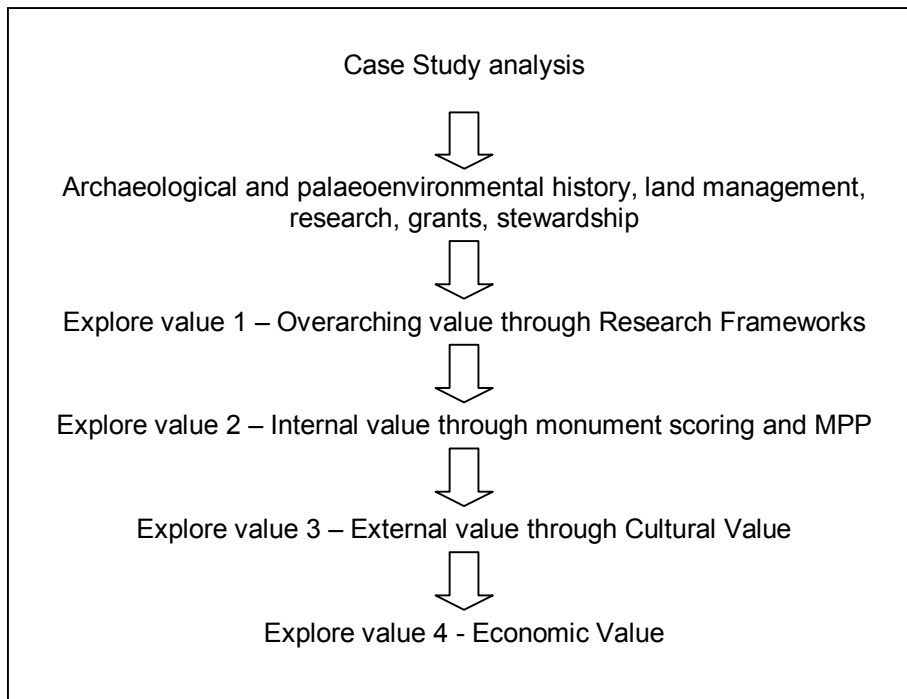 Case Study analysis
Archaeological and palaeoenvironmental history, land management,
research, grants, stewardship
Explore value 1 – Overarching value through Research Frameworks
Explore value 2 – Internal value through monument scoring and MPP
Explore value 3 – External value through Cultural Value
Explore value 4 - Economic Value